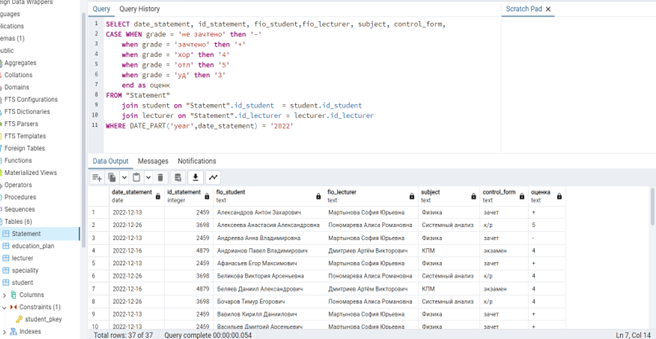 eign Data Wrappers
nguages
blications
hemas (1)
public
Aggregates
Collations
Domains
FTS Configurations
FTS Dictionaries
FTS Parsers
FTS Templates
Foreign Tables
Functions
Materialized Views
Operators
Procedures
Sequences
Tables (6)
Statement
education_plan
lecturer
speciality
student
Columns
Constraints (1)
student_pkey
Indexes
Query Query History
Scratch Pad
1 SELECT date_statement, id_statement, fio_student,fio_lecturer, subject, control_form,
2 CASE WHEN grade = 'не зачтено' then '-'
3 when grade = 'зачтено' then '+'
4 when grade = 'хор' then '4'
5 when grade = 'отл' then '5'
6 when grade = 'уд' then '3'
7 end as оценк
8 FROM "Statement"
9 join student on "Statement".id_student = student.id_student
10 join lecturer on "Statement".id_lecturer = lecturer.id_lecturer
11 WHERE DATE_PART('year',date_statement) = '2022'
Data Output Messages Notifications
date_statement id_statement fio_student fio_lecturer subject control_form оценка
date integer text text text text text
1 2022-12-13 2459 Александров Антон Захарович Мартынова София Юрьевна Физика зачет +
2 2022-12-26 3698 Алексеева Анастасия Александровна Пономарева Алиса Романовна Системный анализ к/р 5
3 2022-12-13 2459 Андреева Анна Владимировна Мартынова София Юрьевна Физика зачет -
4 2022-12-16 4879 Андрианов Павел Владимирович Дмитриев Артём Викторович КПМ экзамен 4
5 2022-12-13 2459 Афанасьев Егор Максимович Мартынова София Юрьевна Физика зачет +
6 2022-12-26 3698 Беликова Виктория Арсеньевна Пономарева Алиса Романовна Системный анализ к/р 4
7 2022-12-16 4879 Беляев Даниил Александрович Дмитриев Артём Викторович КПМ экзамен 4
8 2022-12-26 3698 Бочаров Тимур Егорович Пономарева Алиса Романовна Системный анализ к/р 4
9 2022-12-13 2459 Вавилов Кирилл Даниилович Мартынова София Юрьевна Физика зачет +
10 2022-12-13 2459 Васильев Дмитрий Арсеньевич Мартынова София Юрьевна Физика зачет +
Total rows: 37 of 37 Query complete 00:00:00.054 Ln 7, Col 14